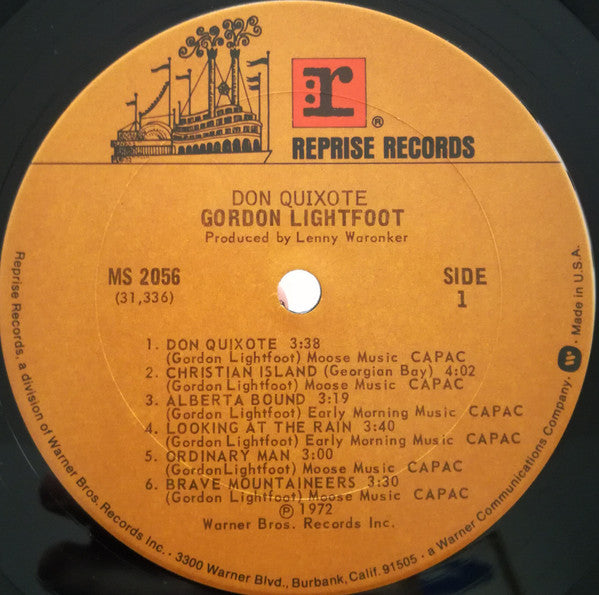 r
®
REPRISE RECORDS
DON QUIXOTE
GORDON LIGHTFOOT
Produced by Lenny Waronker
MS 2056
(31,336)
SIDE
1
1. DON QUIXOTE 3:38
(Gordon Lightfoot) Moose Music CAPAC
2. CHRISTIAN ISLAND (Georgian Bay) 4:02
(Gordon Lightfoot) Moose Music CAPAC
3. ALBERTA BOUND 3:19
(Gordon Lightfoot) Early Morning Music CAPAC
4. LOOKING AT THE RAIN 3:40
(Gordon Lightfoot) Early Morning Music CAPAC
5. ORDINARY MAN 3:00
(Gordon Lightfoot) Moose Music CAPAC
6. BRAVE MOUNTAINEERS 3:30
(Gordon Lightfoot) Moose Music CAPAC
℗ 1972
Warner Bros. Records Inc.
Reprise Records, a division of Warner Bros. Records Inc. · 3300 Warner Blvd., Burbank, Calif. 91505 · a Warner Communications Company. · Made in U.S.A.